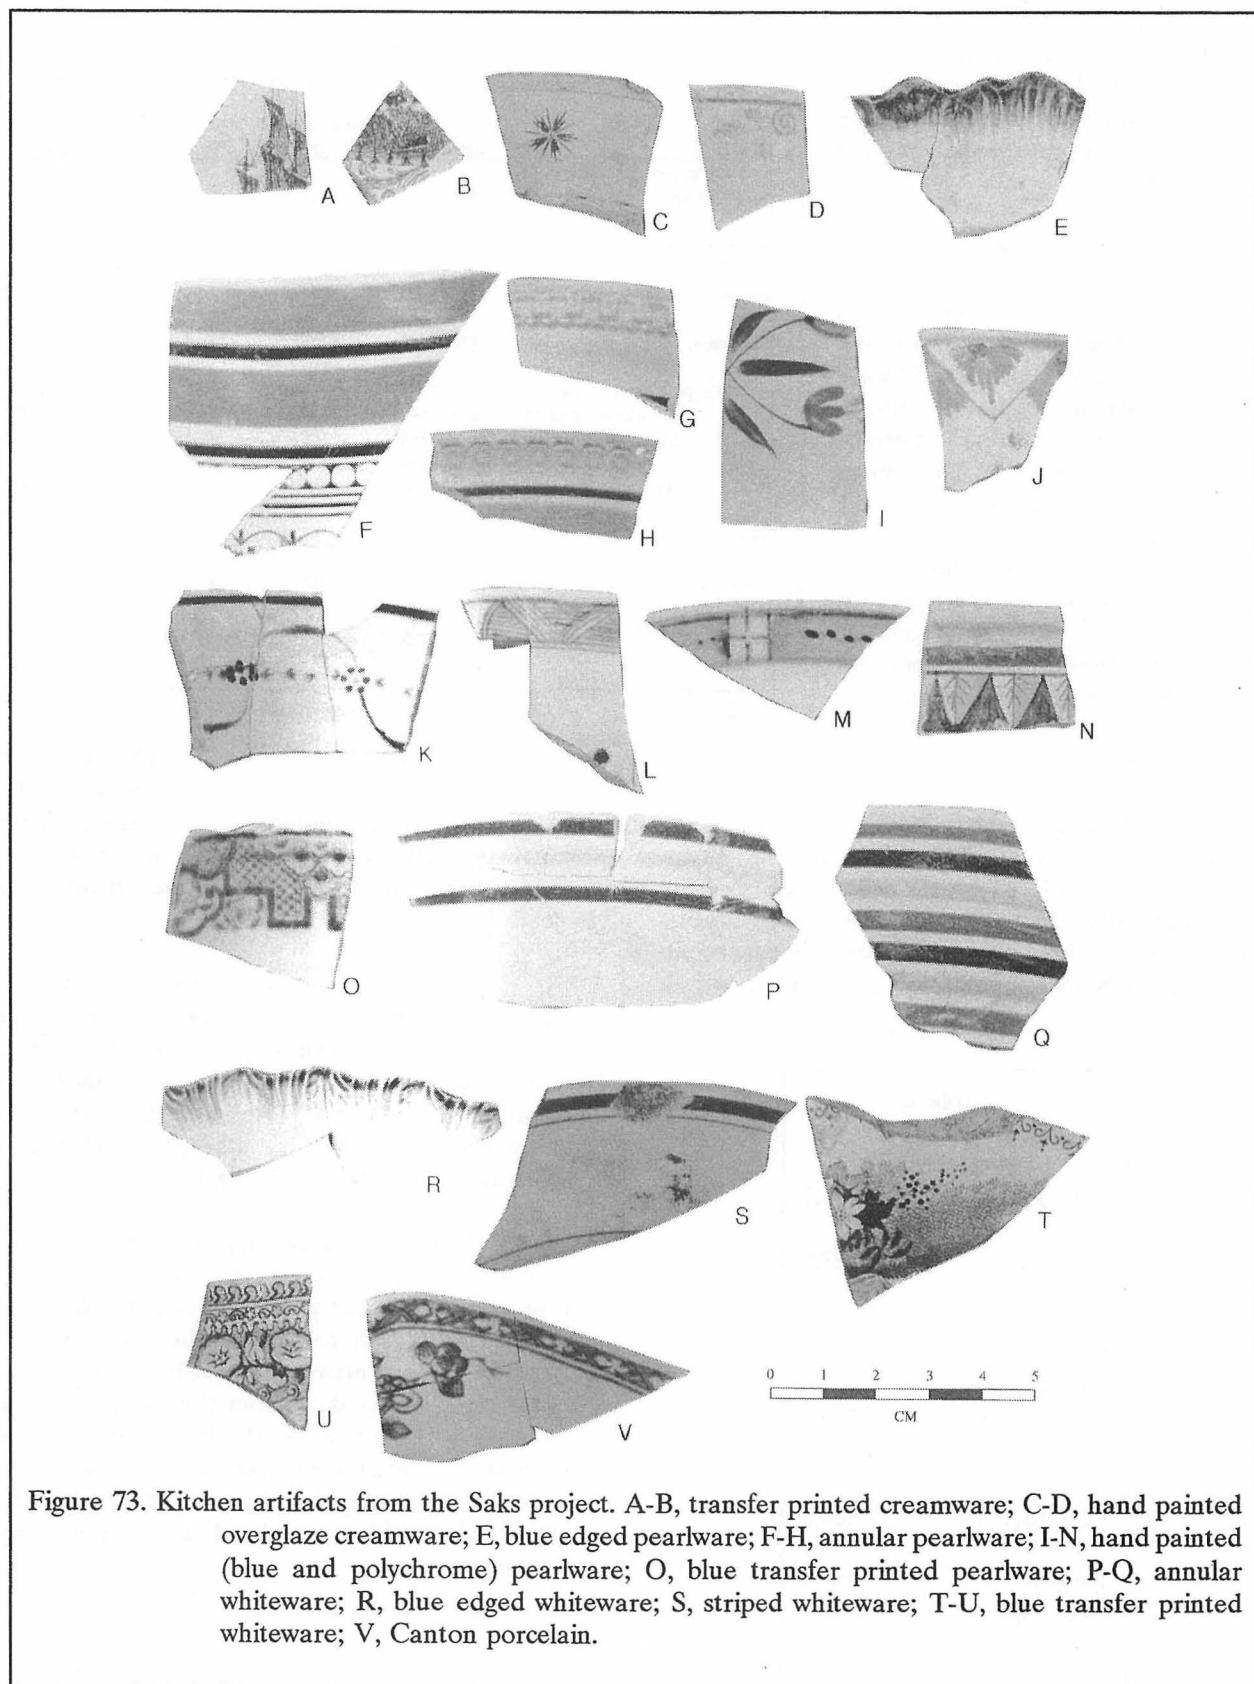 A
B
C
D
E
F
G
H
I
J
K
L
M
N
O
P
Q
R
S
T
U
V
0 1 2 3 4 5
CM
Figure 73. Kitchen artifacts from the Saks project. A-B, transfer printed creamware; C-D, hand painted
overglaze creamware; E, blue edged pearlware; F-H, annular pearlware; I-N, hand painted
(blue and polychrome) pearlware; O, blue transfer printed pearlware; P-Q, annular
whiteware; R, blue edged whiteware; S, striped whiteware; T-U, blue transfer printed
whiteware; V, Canton porcelain.